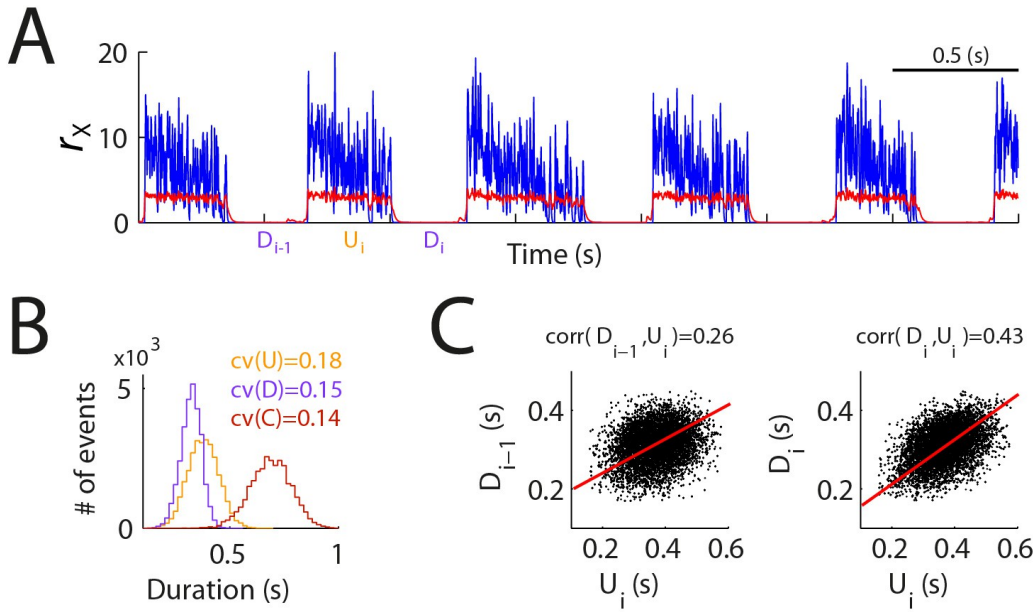 A
20
10
0
r_X
0.5 (s)
D_{i-1}
U_i
D_i
Time (s)
B
x10^3
5
0
# of events
cv(U)=0.18
cv(D)=0.15
cv(C)=0.14
0.5
1
Duration (s)
C
corr( D_{i-1} ,U_i )=0.26
0.4
0.2
D_{i-1} (s)
0.2 0.4 0.6
U_i (s)
corr( D_i ,U_i )=0.43
0.4
0.2
D_i (s)
0.2 0.4 0.6
U_i (s)